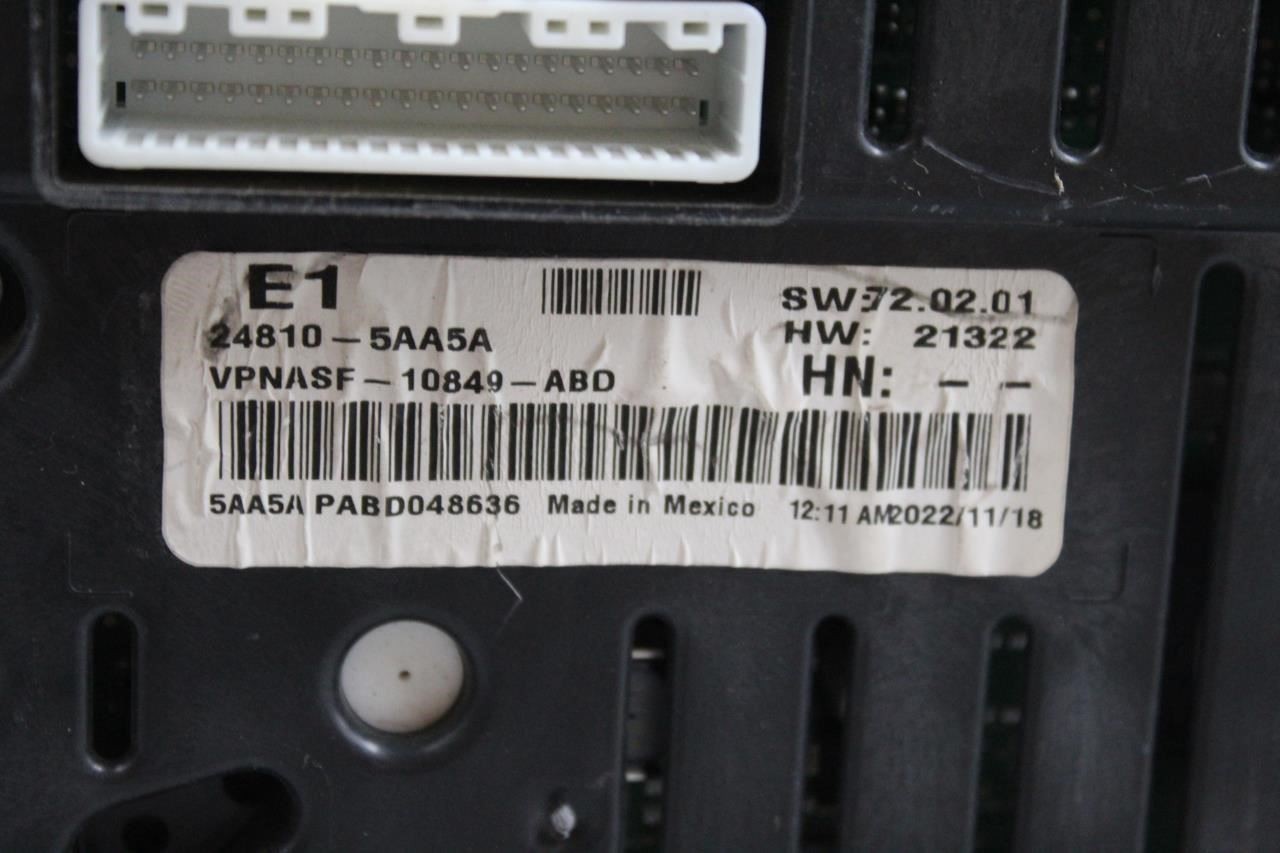 E1
SW:72.02.01
24810-5AA5A
HW: 21322
VPNASF-10849-ABD
HN: - -
5AA5A PABD048636 Made in Mexico 12:11 AM2022/11/18